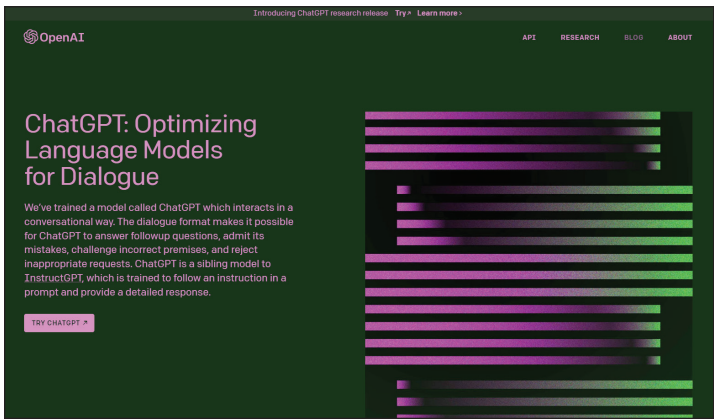 Introducing ChatGPT research release Try↗ Learn more›
OpenAI
API RESEARCH BLOG ABOUT
ChatGPT: Optimizing
Language Models
for Dialogue
We've trained a model called ChatGPT which interacts in a
conversational way. The dialogue format makes it possible
for ChatGPT to answer followup questions, admit its
mistakes, challenge incorrect premises, and reject
inappropriate requests. ChatGPT is a sibling model to
InstructGPT, which is trained to follow an instruction in a
prompt and provide a detailed response.
TRY CHATGPT ↗